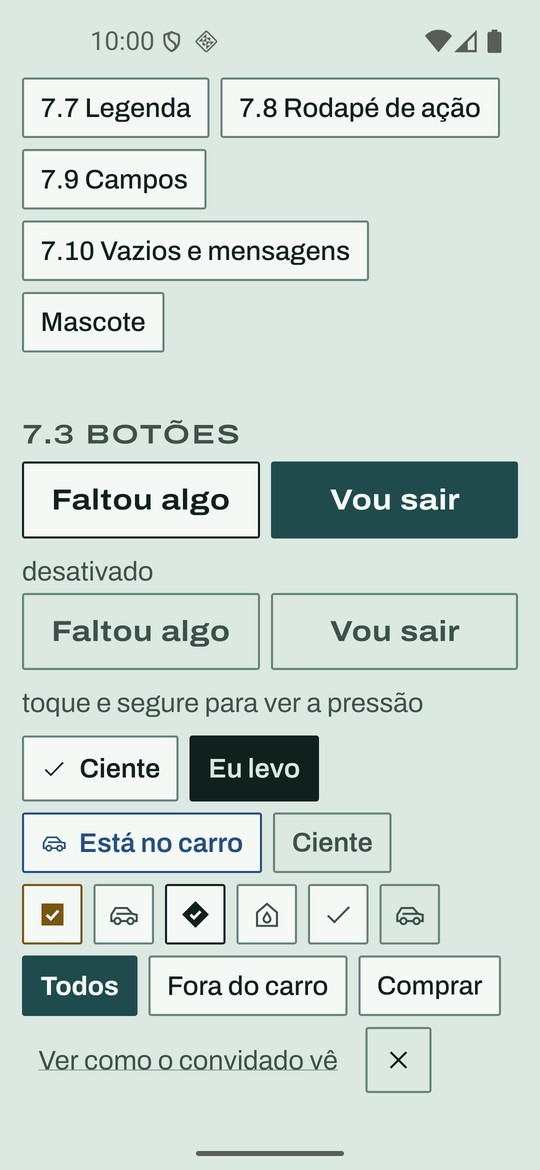 10:00
7.7 Legenda
7.8 Rodapé de ação
7.9 Campos
7.10 Vazios e mensagens
Mascote
7.3 BOTÕES
Faltou algo
Vou sair
desativado
Faltou algo
Vou sair
toque e segure para ver a pressão
Ciente
Eu levo
Está no carro
Ciente
Todos
Fora do carro
Comprar
Ver como o convidado vê